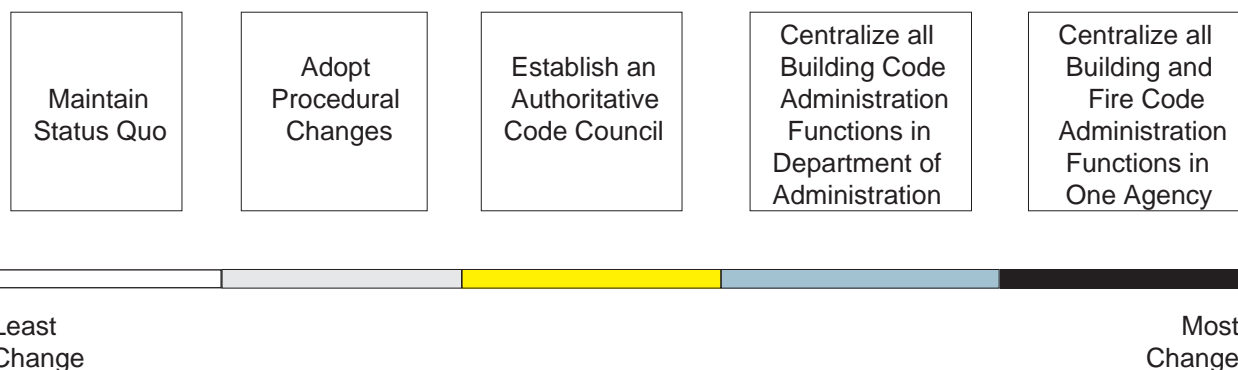 Maintain
Status Quo
Adopt
Procedural
Changes
Establish an
Authoritative
Code Council
Centralize all
Building Code
Administration
Functions in
Department of
Administration
Centralize all
Building and
Fire Code
Administration
Functions in
One Agency
Least
Change
Most
Change